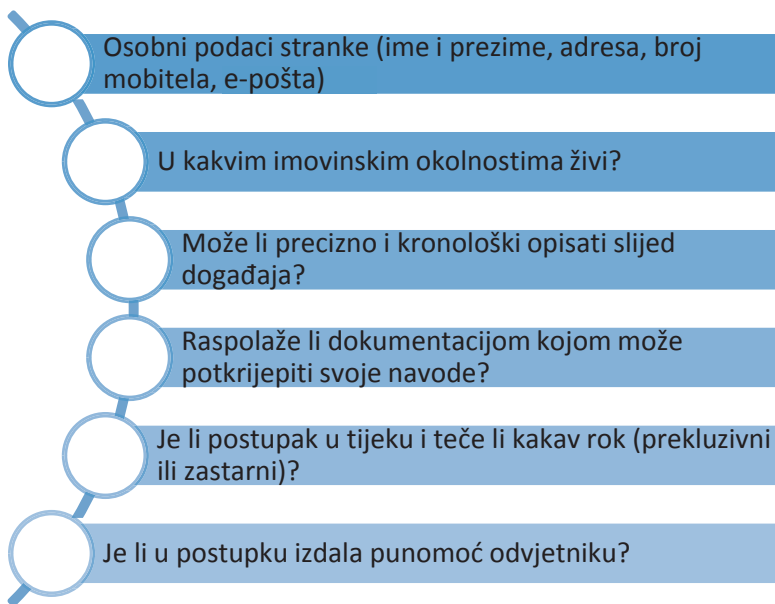 Osobni podaci stranke (ime i prezime, adresa, broj
mobitela, e-pošta)
U kakvim imovinskim okolnostima živi?
Može li precizno i kronološki opisati slijed
događaja?
Raspolaže li dokumentacijom kojom može
potkrijepiti svoje navode?
Je li postupak u tijeku i teče li kakav rok (prekluzivni
ili zastarni)?
Je li u postupku izdala punomoć odvjetniku?